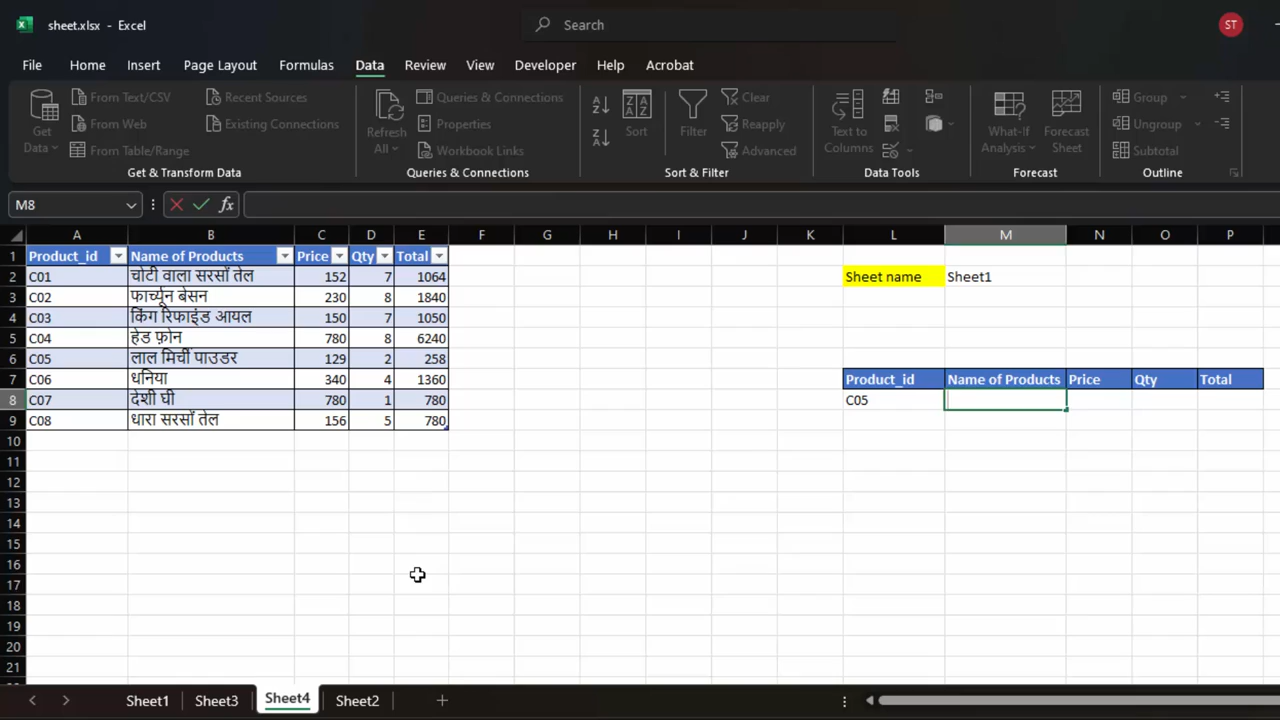 sheet.xlsx - Excel
Search
ST
File Home Insert Page Layout Formulas Data Review View Developer Help Acrobat
Get Data
From Text/CSV
From Web
From Table/Range
Recent Sources
Existing Connections
Get & Transform Data
Refresh All
Queries & Connections
Properties
Workbook Links
Queries & Connections
Sort
Filter
Clear
Reapply
Advanced
Sort & Filter
Text to Columns
Data Tools
What-If Analysis
Forecast Sheet
Forecast
Group
Ungroup
Subtotal
Outline
M8 fx
A B C D E F G H I J K L M N O P
1 Product_id Name of Products Price Qty Total
2 C01 चोटी वाला सरसों तेल 152 7 1064 Sheet name Sheet1
3 C02 फार्च्यून बेसन 230 8 1840
4 C03 किंग रिफाइंड आयल 150 7 1050
5 C04 हेड फ़ोन 780 8 6240
6 C05 लाल मिर्ची पाउडर 129 2 258
7 C06 धनिया 340 4 1360 Product_id Name of Products Price Qty Total
8 C07 देशी घी 780 1 780 C05
9 C08 धारा सरसों तेल 156 5 780
10
11
12
13
14
15
16
17
18
19
20
21
Sheet1 Sheet3 Sheet4 Sheet2